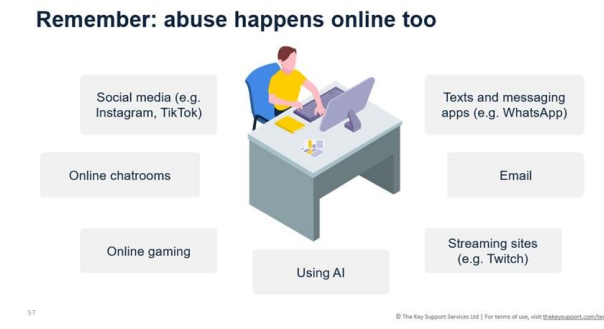 Remember: abuse happens online too
Social media (e.g.
Instagram, TikTok)
Texts and messaging
apps (e.g. WhatsApp)
Online chatrooms
Email
Online gaming
Using AI
Streaming sites
(e.g. Twitch)
57
© The Key Support Services Ltd | For terms of use, visit thekeysupport.com/ter